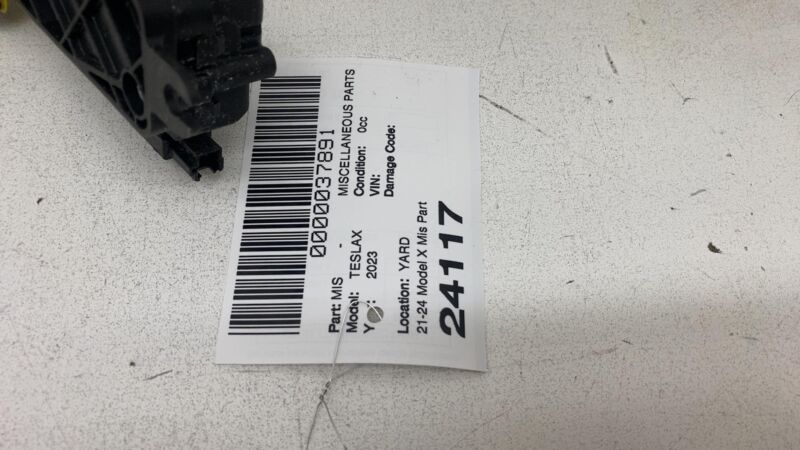 0000037891
Part: MIS - MISCELLANEOUS PARTS
Model: TESLAX Condition: 0cc
2023 VIN:
Damage Code:
Location: YARD
21-24 Model X Mis Part
24117